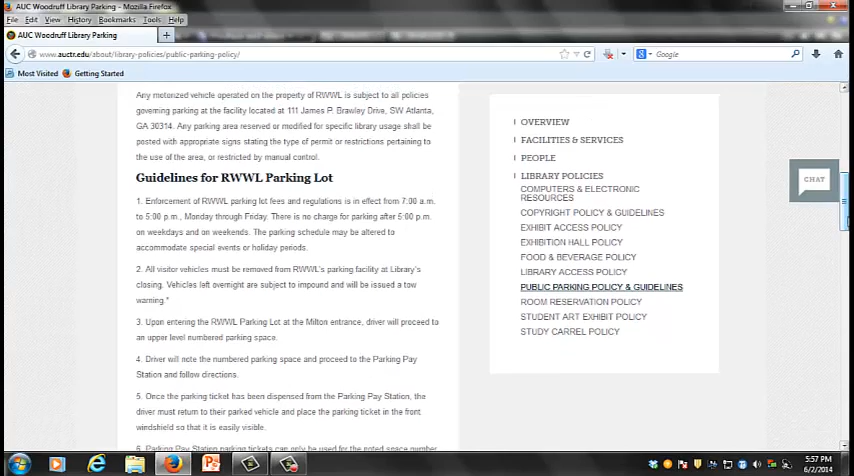 AUC Woodruff Library Parking - Mozilla Firefox
File Edit View History Bookmarks Tools Help
AUC Woodruff Library Parking
www.auctr.edu/about/library-policies/public-parking-policy/
Google
Most Visited Getting Started
Any motorized vehicle operated on the property of RWWL is subject to all policies
governing parking at the facility located at 111 James P. Brawley Drive, SW Atlanta,
GA 30314. Any parking area reserved or modified for specific library usage shall be
posted with appropriate signs stating the type of permit or restrictions pertaining to
the use of the area, or restricted by manual control.
Guidelines for RWWL Parking Lot
1. Enforcement of RWWL parking lot fees and regulations is in effect from 7:00 a.m.
to 5:00 p.m., Monday through Friday. There is no charge for parking after 5:00 p.m.
on weekdays and on weekends. The parking schedule may be altered to
accommodate special events or holiday periods.
2. All visitor vehicles must be removed from RWWL's parking facility at Library's
closing. Vehicles left overnight are subject to impound and will be issued a tow
warning.*
3. Upon entering the RWWL Parking Lot at the Milton entrance, driver will proceed to
an upper level numbered parking space.
4. Driver will note the numbered parking space and proceed to the Parking Pay
Station and follow directions.
5. Once the parking ticket has been dispensed from the Parking Pay Station, the
driver must return to their parked vehicle and place the parking ticket in the front
windshield so that it is easily visible.
6. Parking Pay Station parking tickets can only be used for the noted space number
OVERVIEW
FACILITIES & SERVICES
PEOPLE
LIBRARY POLICIES
COMPUTERS & ELECTRONIC
RESOURCES
COPYRIGHT POLICY & GUIDELINES
EXHIBIT ACCESS POLICY
EXHIBITION HALL POLICY
FOOD & BEVERAGE POLICY
LIBRARY ACCESS POLICY
PUBLIC PARKING POLICY & GUIDELINES
ROOM RESERVATION POLICY
STUDENT ART EXHIBIT POLICY
STUDY CARREL POLICY
CHAT
5:57 PM
6/2/2014